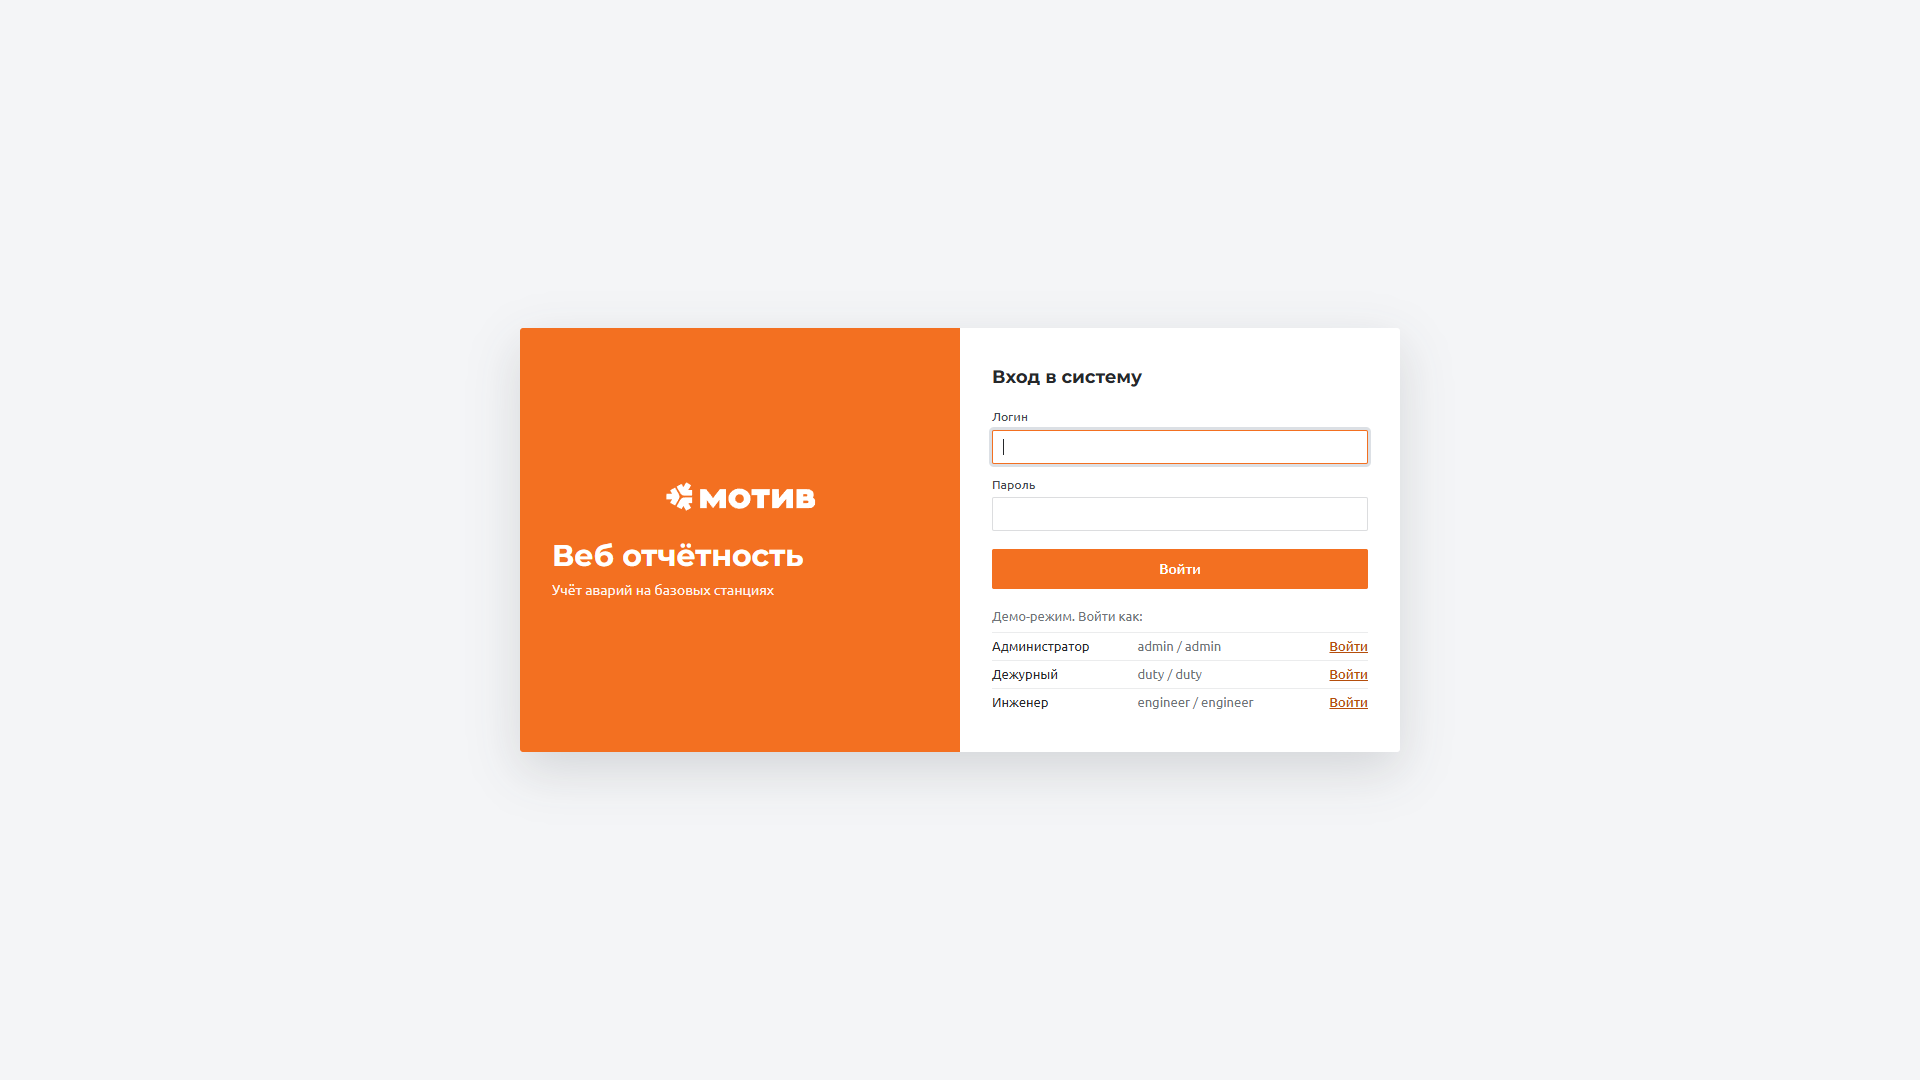 мотив
Веб отчётность
Учёт аварий на базовых станциях
Вход в систему
Логин
Пароль
Войти
Демо-режим. Войти как:
Администратор admin / admin Войти
Дежурный duty / duty Войти
Инженер engineer / engineer Войти